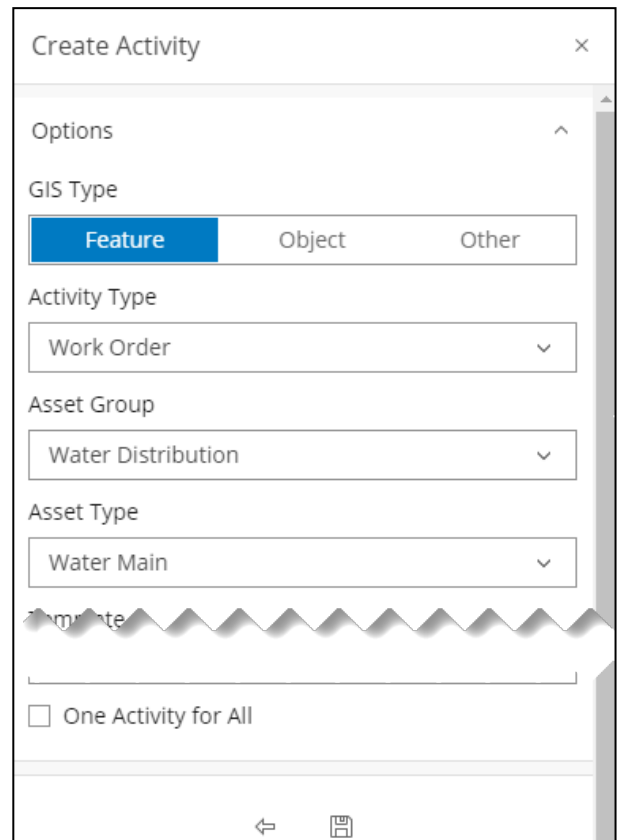 Create Activity
Options
GIS Type
Feature Object Other
Activity Type
Work Order
Asset Group
Water Distribution
Asset Type
Water Main
One Activity for All